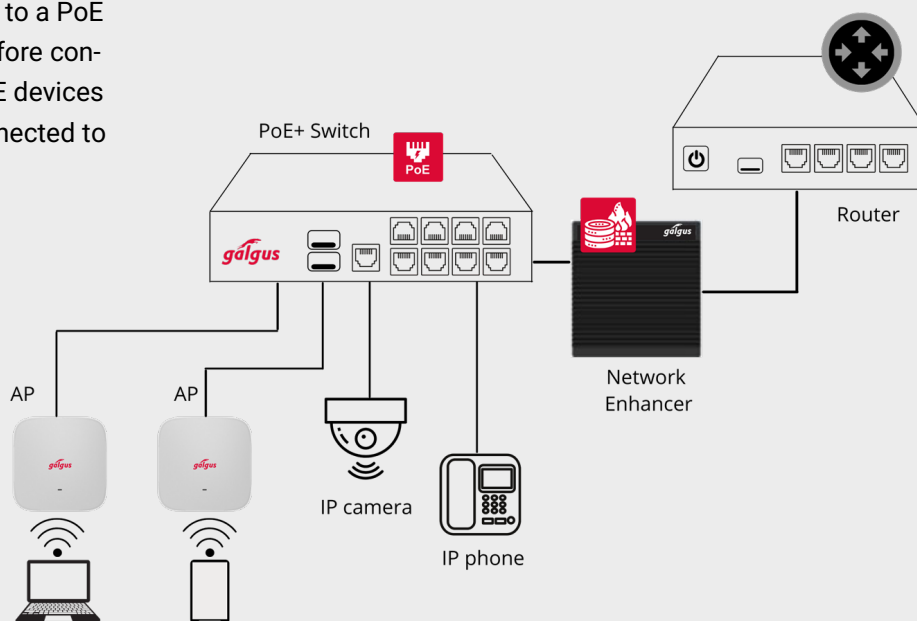 to a PoE
fore con-
E devices
nected to
PoE+ Switch
PoE
galgus
galgus
Router
Network
Enhancer
AP
AP
galgus
galgus
IP camera
IP phone